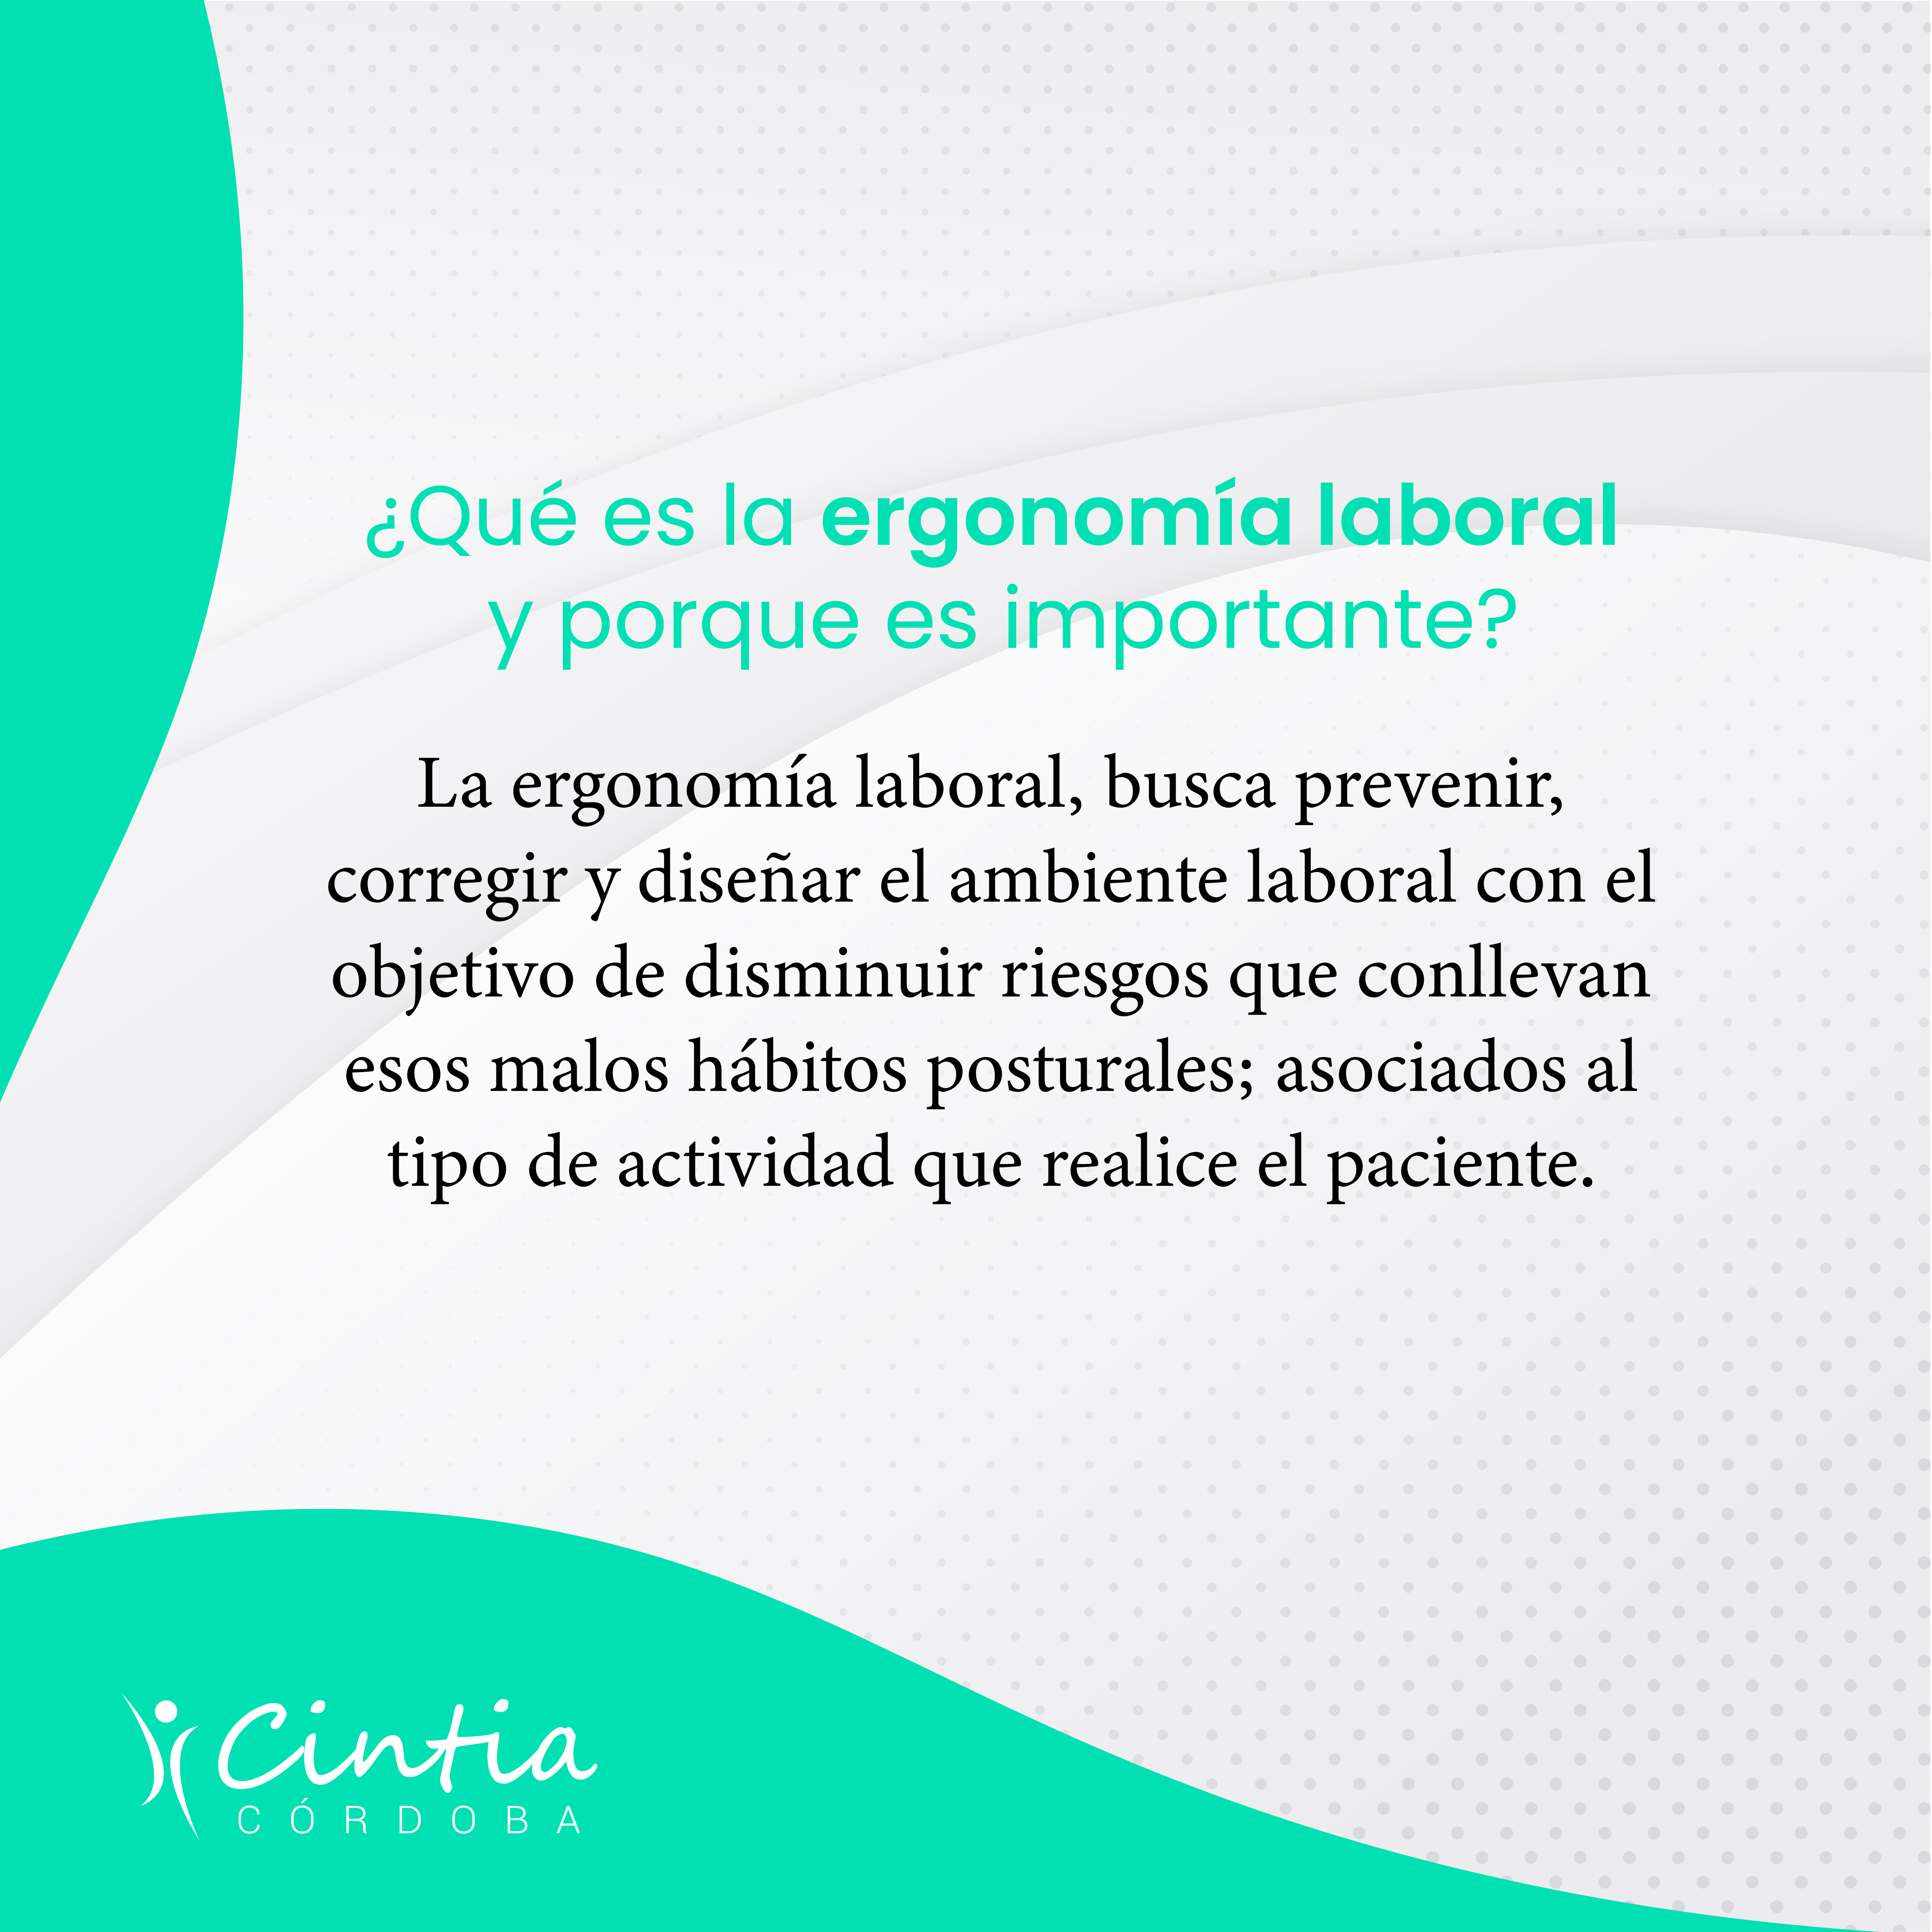 ¿Qué es la ergonomía laboral
y porque es importante?
La ergonomía laboral, busca prevenir,
corregir y diseñar el ambiente laboral con el
objetivo de disminuir riesgos que conllevan
esos malos hábitos posturales; asociados al
tipo de actividad que realice el paciente.
Cintia
CÓRDOBA